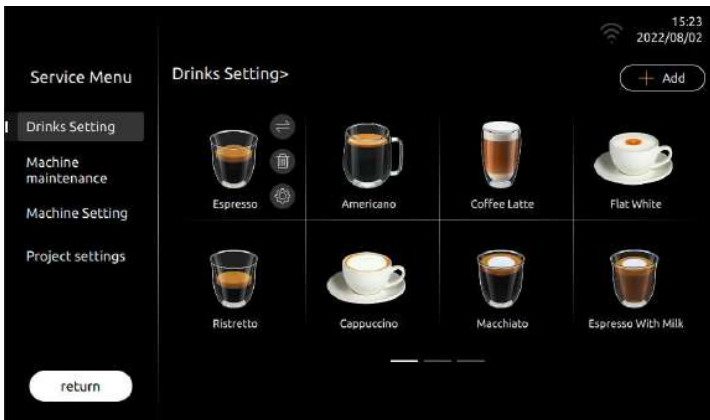 15:23
2022/08/02
Service Menu
Drinks Setting>
+ Add
Drinks Setting
Machine
maintenance
Machine Setting
Project settings
Espresso
Americano
Coffee Latte
Flat White
Ristretto
Cappuccino
Macchiato
Espresso With Milk
return